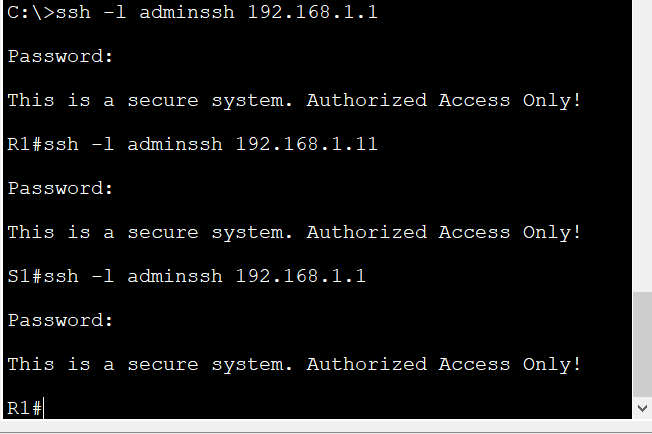 C:\>ssh -l adminssh 192.168.1.1
Password:
This is a secure system. Authorized Access Only!
R1#ssh -l adminssh 192.168.1.11
Password:
This is a secure system. Authorized Access Only!
S1#ssh -l adminssh 192.168.1.1
Password:
This is a secure system. Authorized Access Only!
R1#